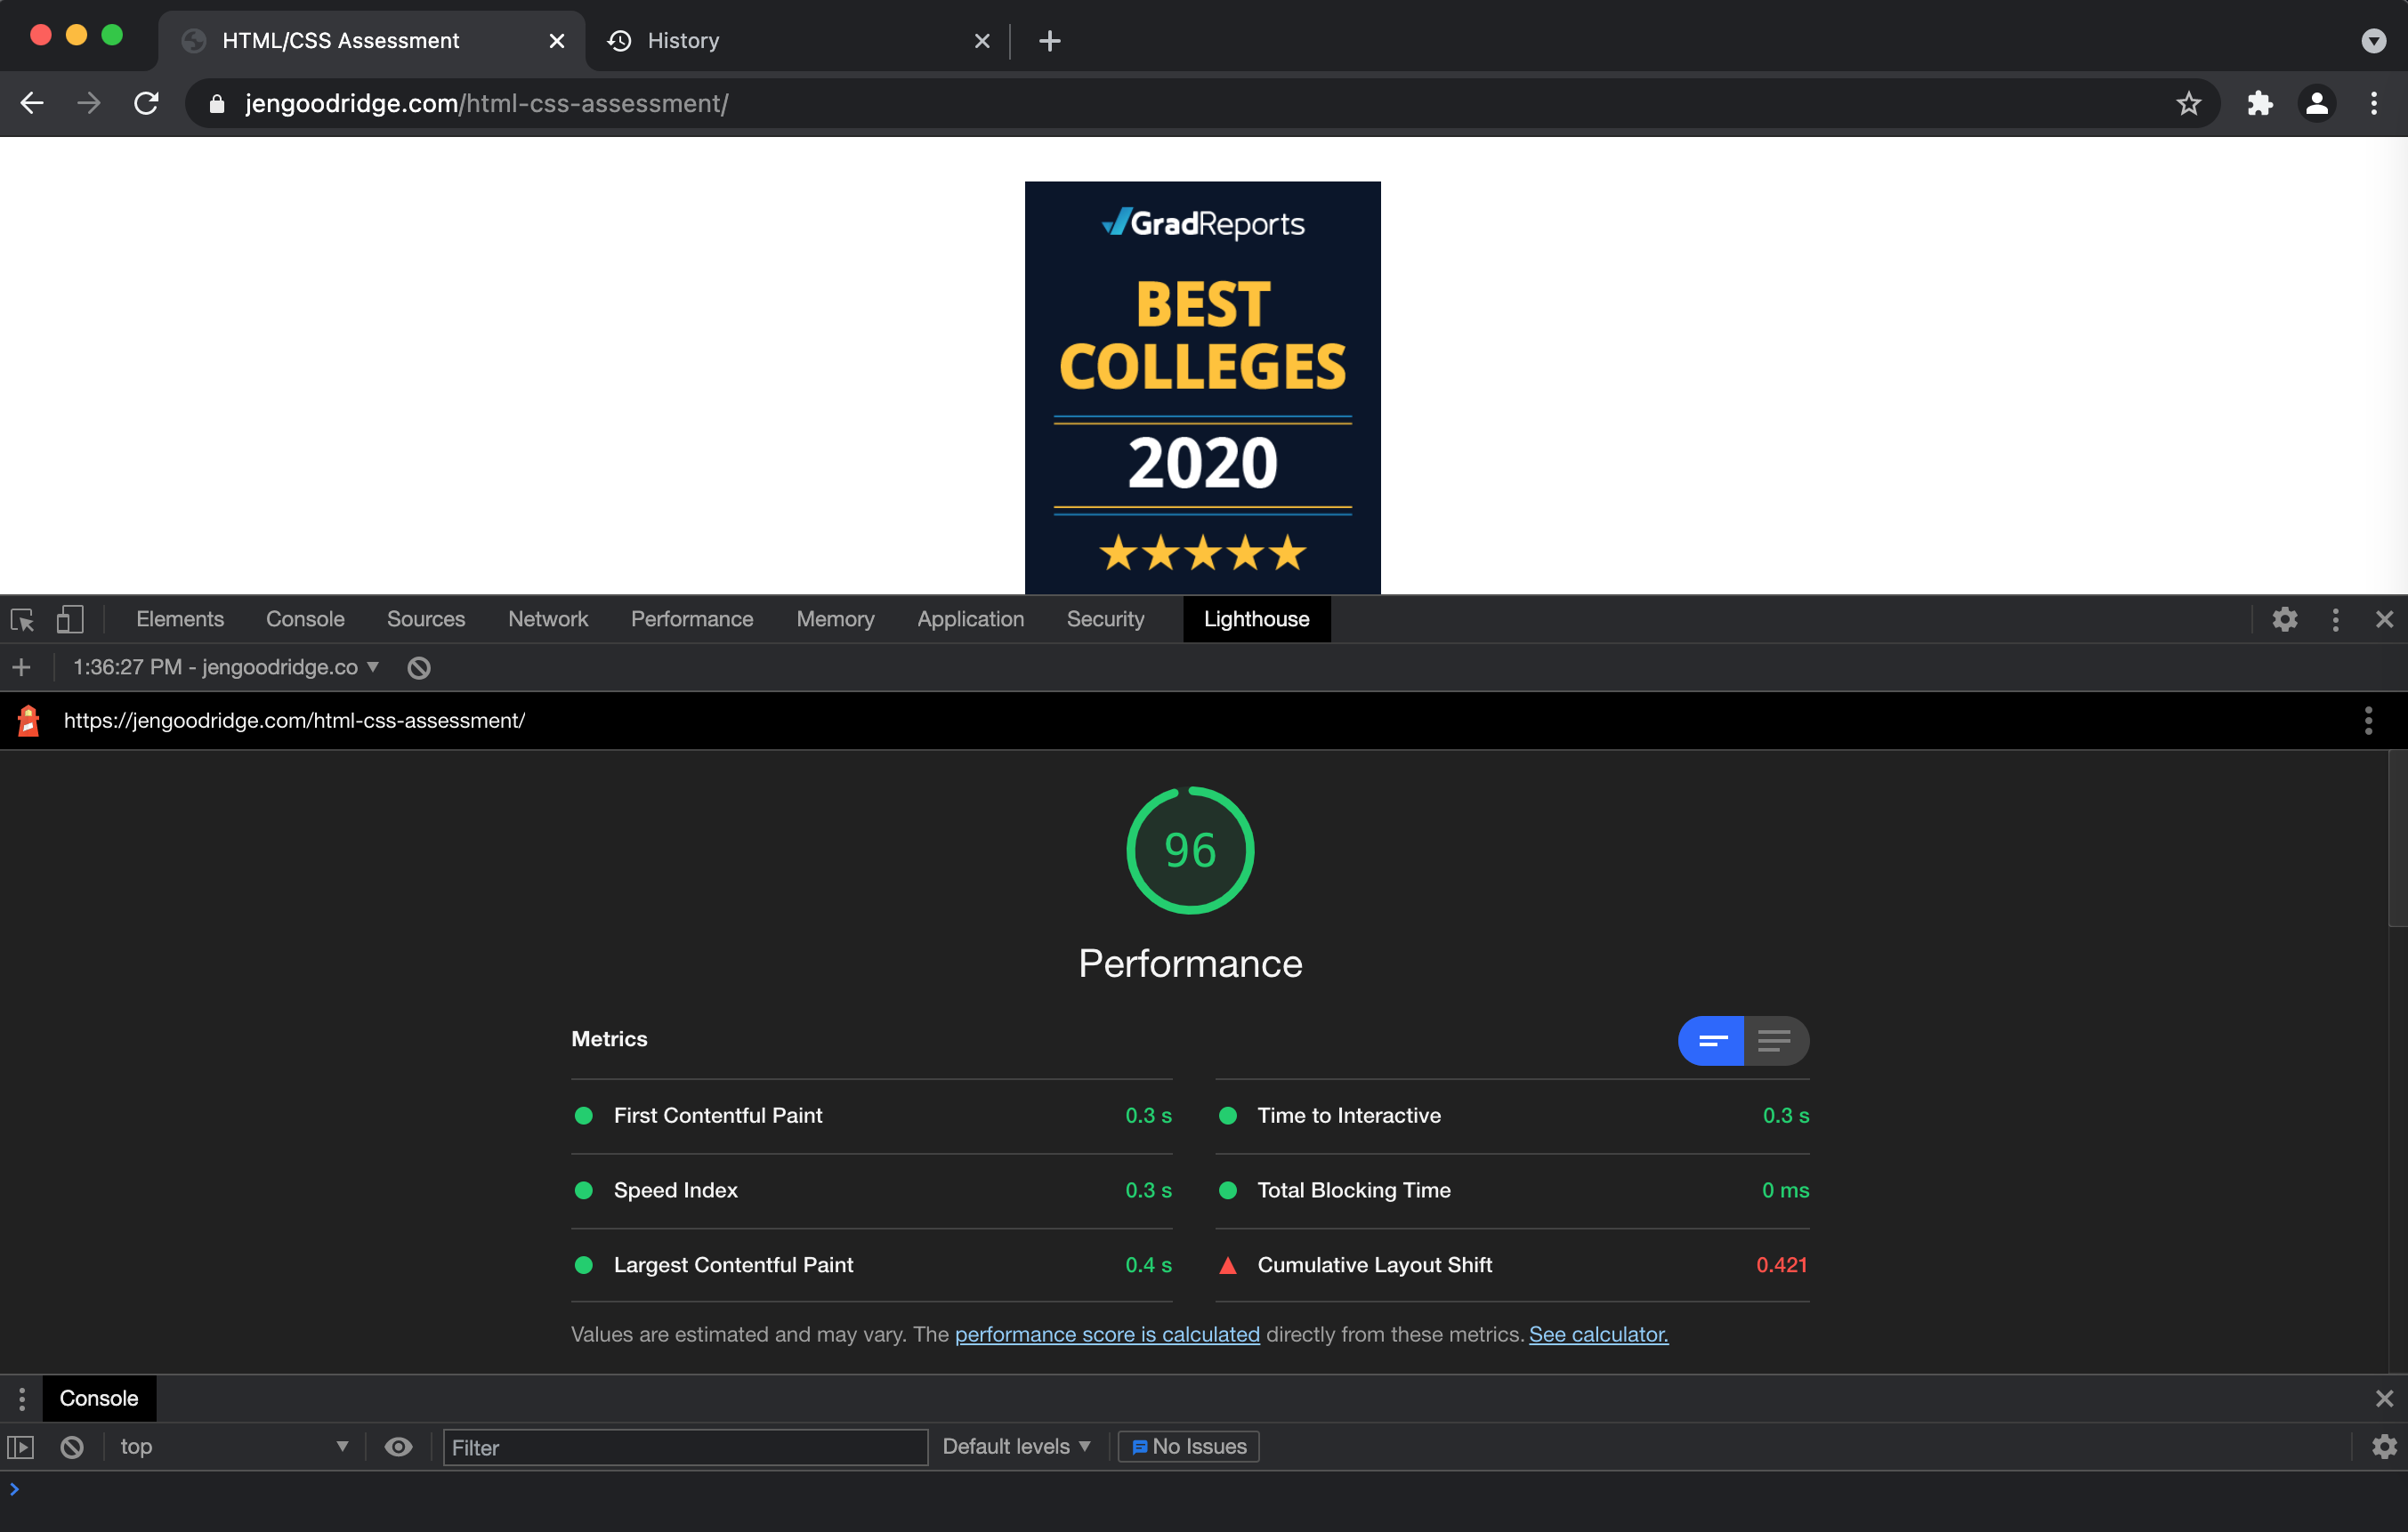 HTML/CSS Assessment
History
jengoodridge.com/html-css-assessment/
GradReports
BEST
COLLEGES
2020
Elements Console Sources Network Performance Memory Application Security Lighthouse
1:36:27 PM - jengoodridge.co
https://jengoodridge.com/html-css-assessment/
96
Performance
Metrics
First Contentful Paint 0.3 s
Time to Interactive 0.3 s
Speed Index 0.3 s
Total Blocking Time 0 ms
Largest Contentful Paint 0.4 s
Cumulative Layout Shift 0.421
Values are estimated and may vary. The performance score is calculated directly from these metrics. See calculator.
Console
top Filter Default levels No Issues